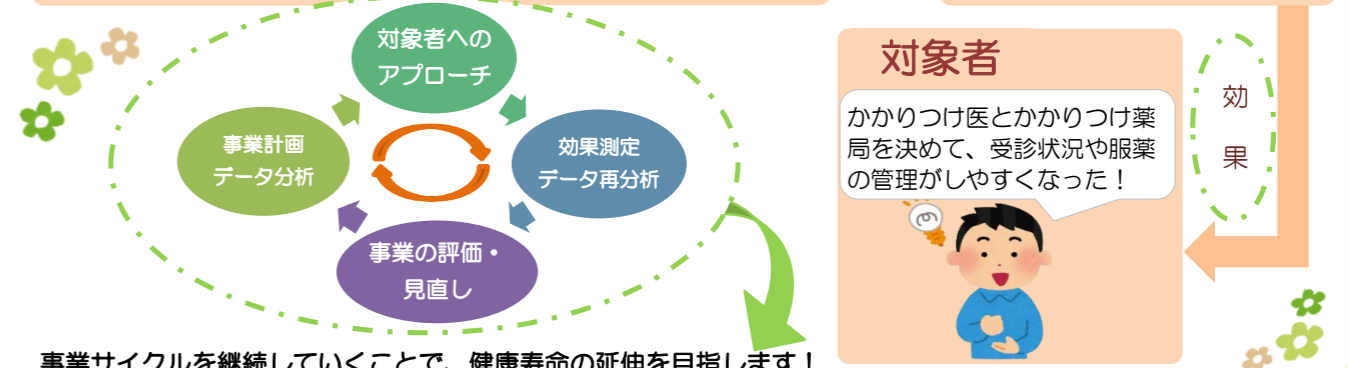 対象者への
アプローチ
事業計画
データ分析
効果測定
データ再分析
事業の評価・
見直し
事業サイクルを継続していくことで、健康寿命の延伸を目指します！
対象者
かかりつけ医とかかりつけ薬
局を決めて、受診状況や服薬
の管理がしやすくなった！
効
果